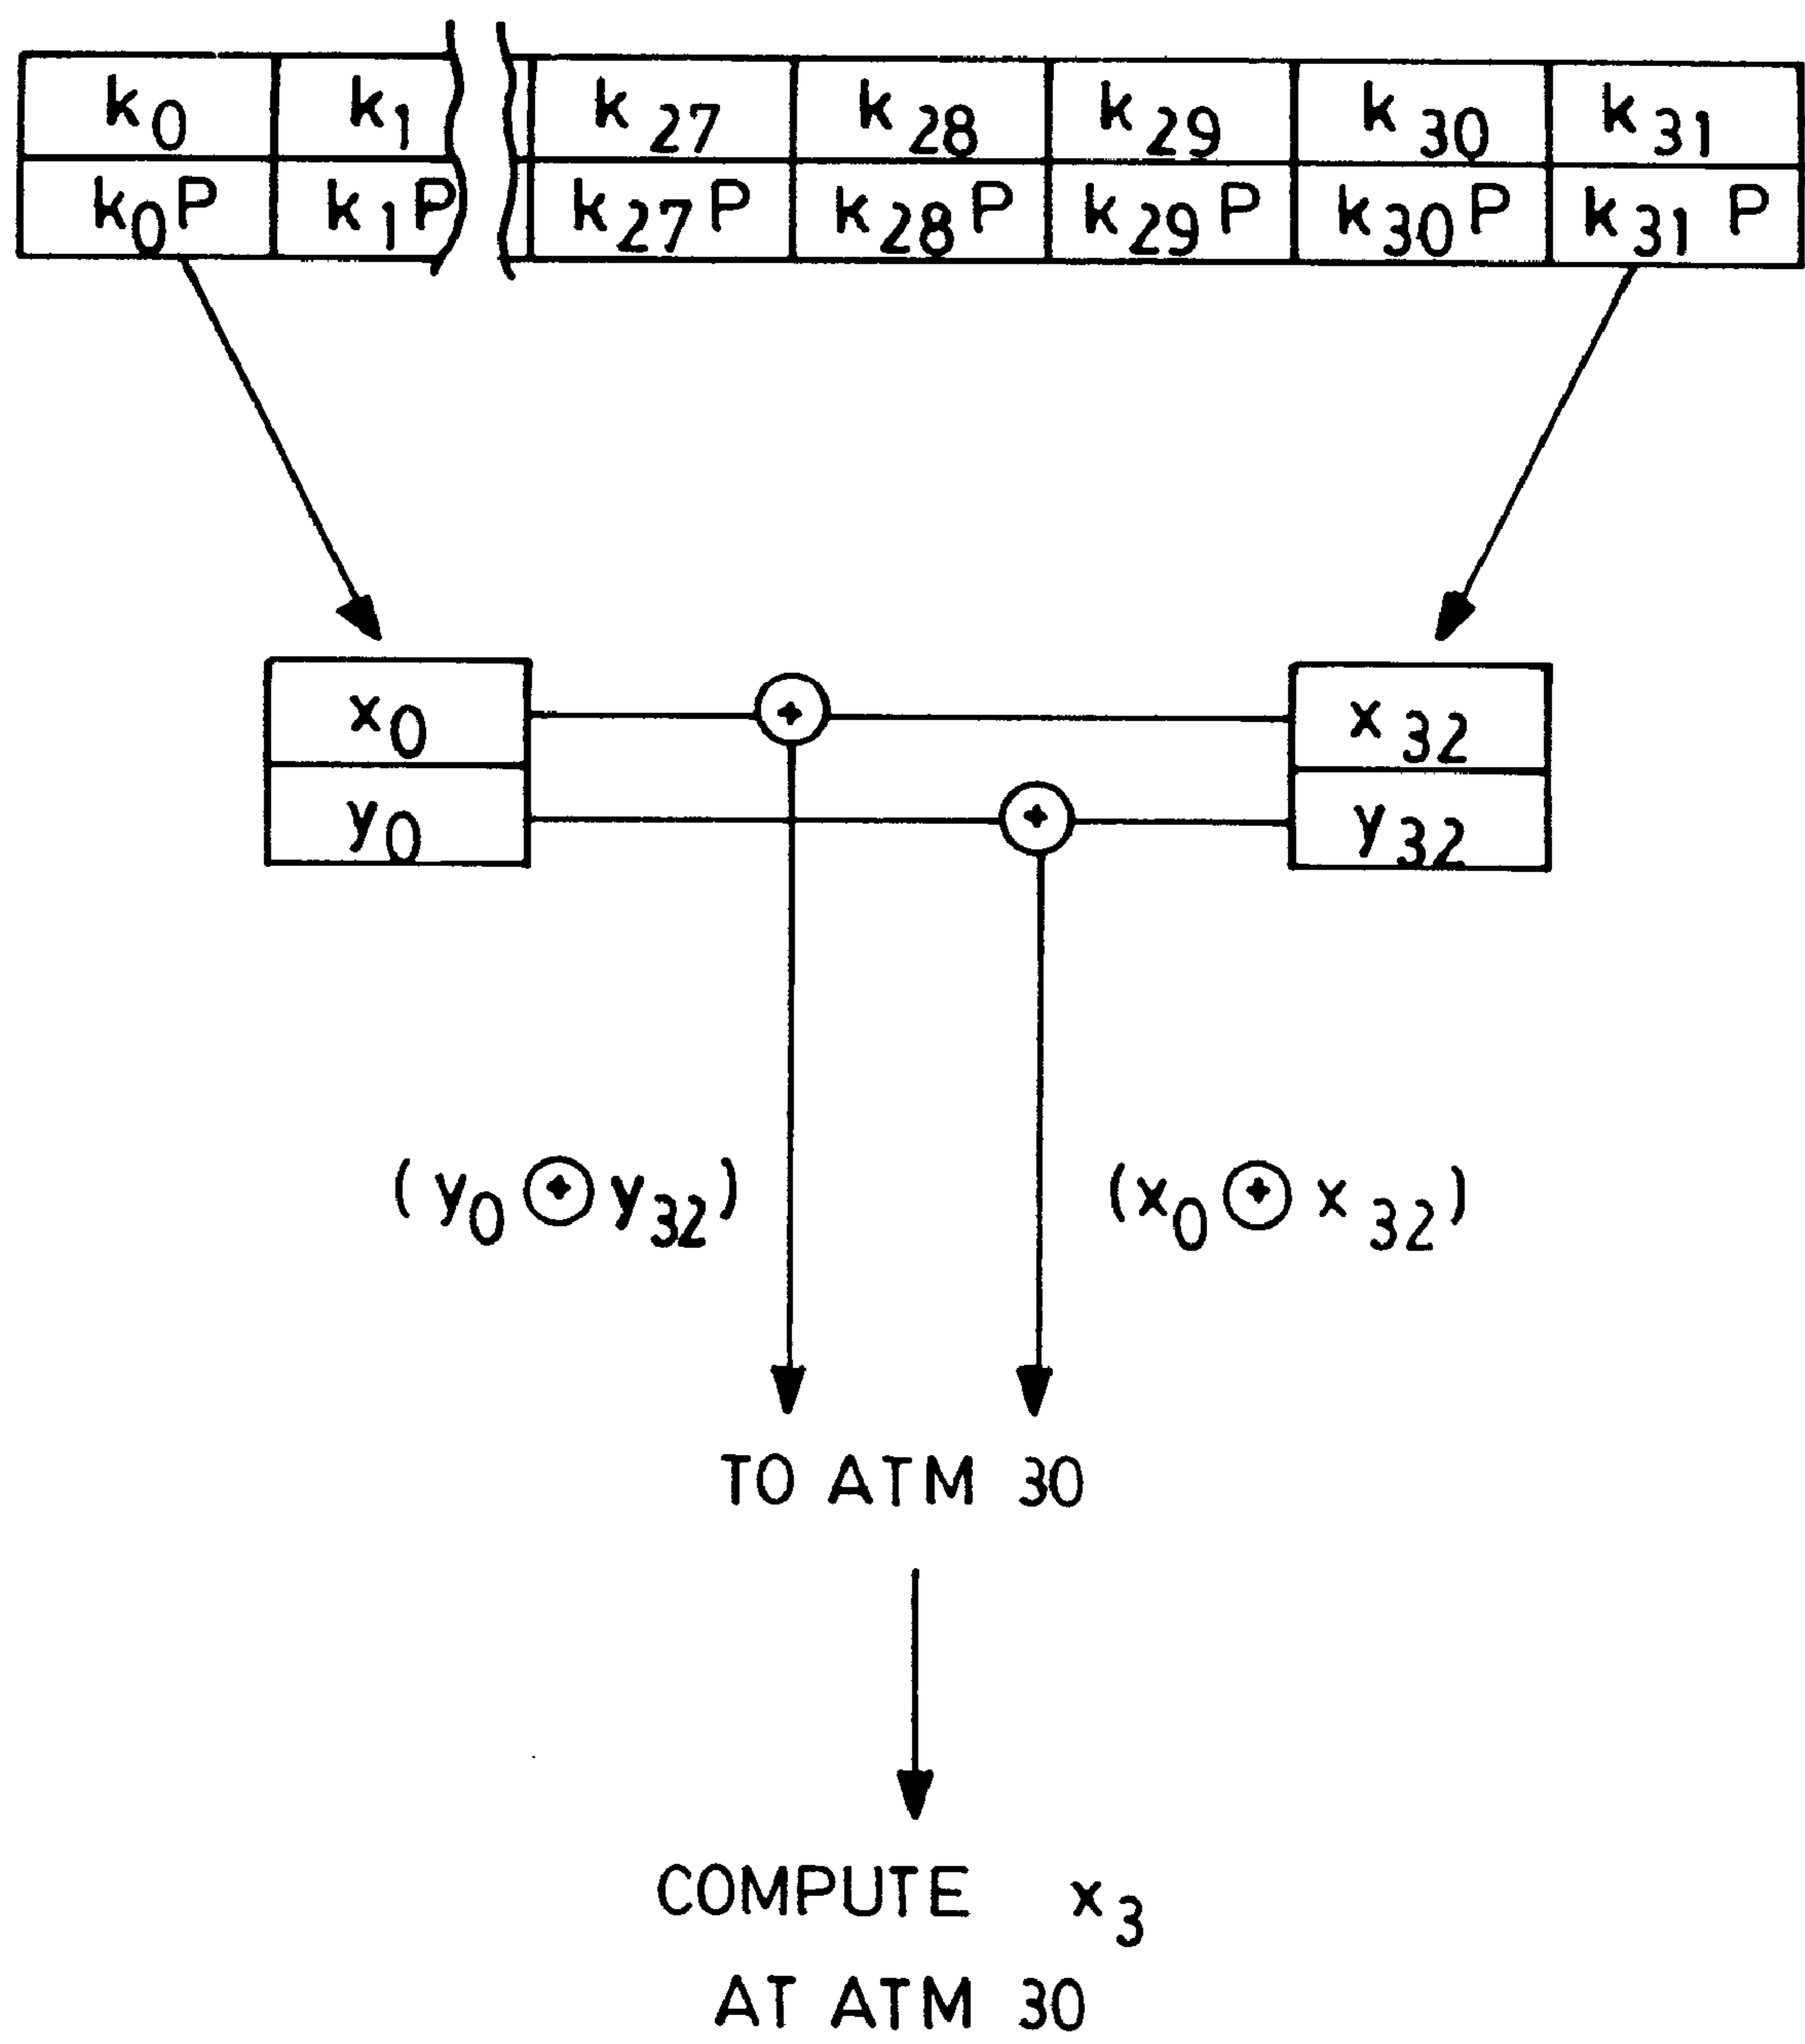 k0 k1 k27 k28 k29 k30 k31
k0P k1P k27P k28P k29P k30P k31P
x0 x32
y0 y32
(y0 ⊕ y32) (x0 ⊕ x32)
TO ATM 30
COMPUTE x3
AT ATM 30